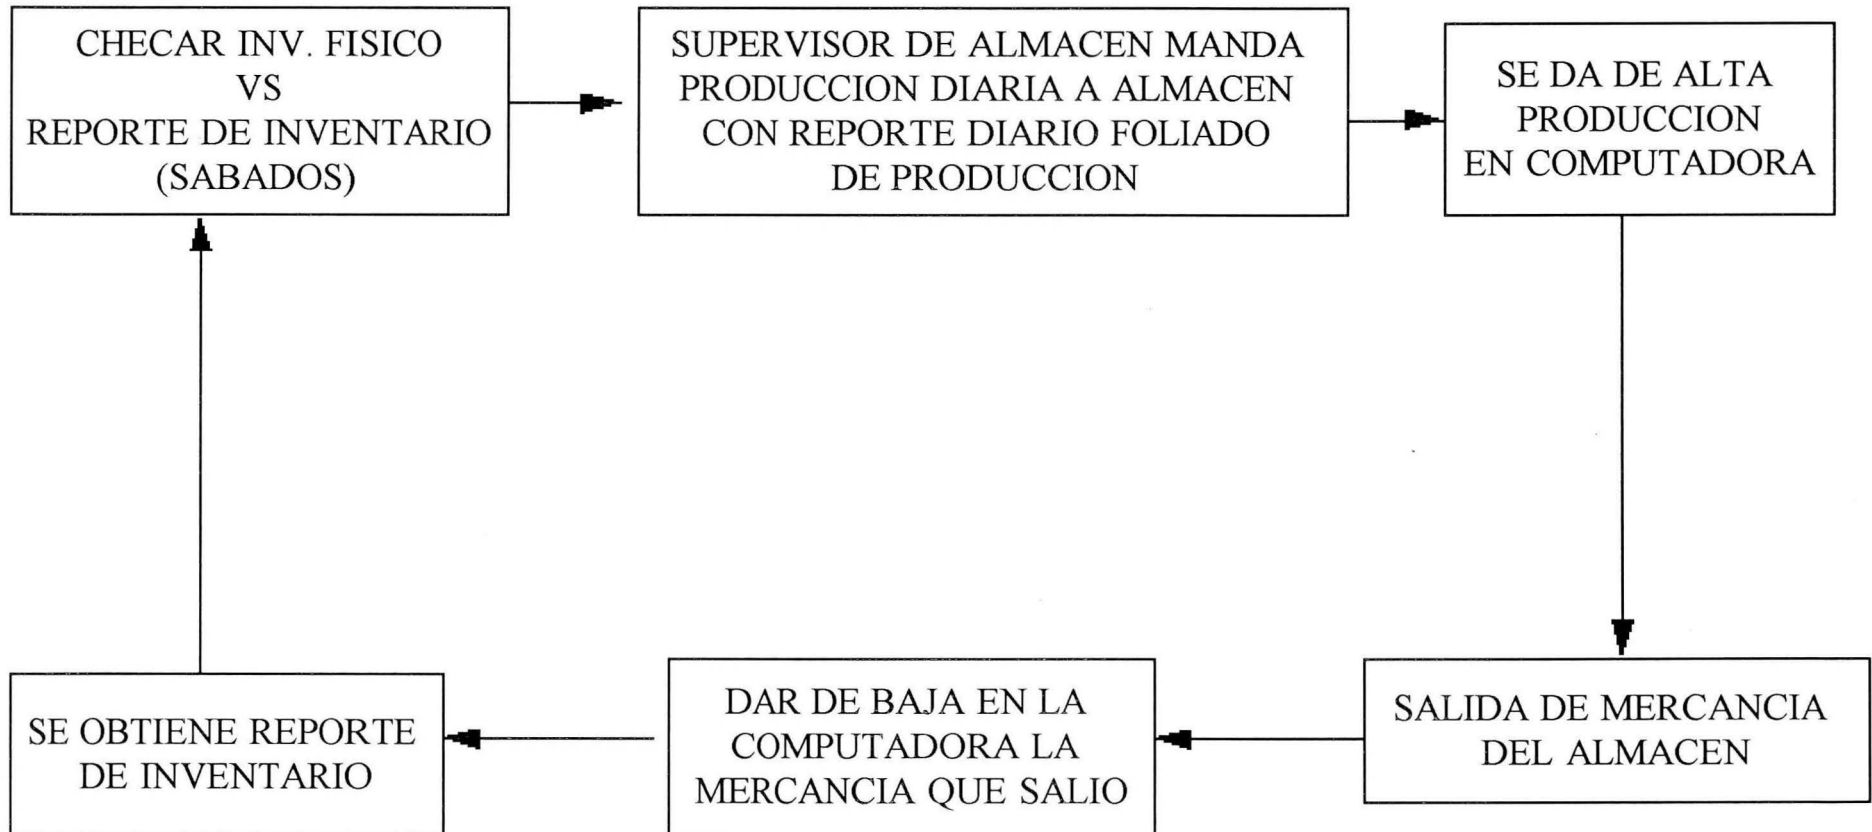 CHECAR INV. FISICO
VS
REPORTE DE INVENTARIO
(SABADOS)
SUPERVISOR DE ALMACEN MANDA
PRODUCCION DIARIA A ALMACEN
CON REPORTE DIARIO FOLIADO
DE PRODUCCION
SE DA DE ALTA
PRODUCCION
EN COMPUTADORA
SALIDA DE MERCANCIA
DEL ALMACEN
DAR DE BAJA EN LA
COMPUTADORA LA
MERCANCIA QUE SALIO
SE OBTIENE REPORTE
DE INVENTARIO